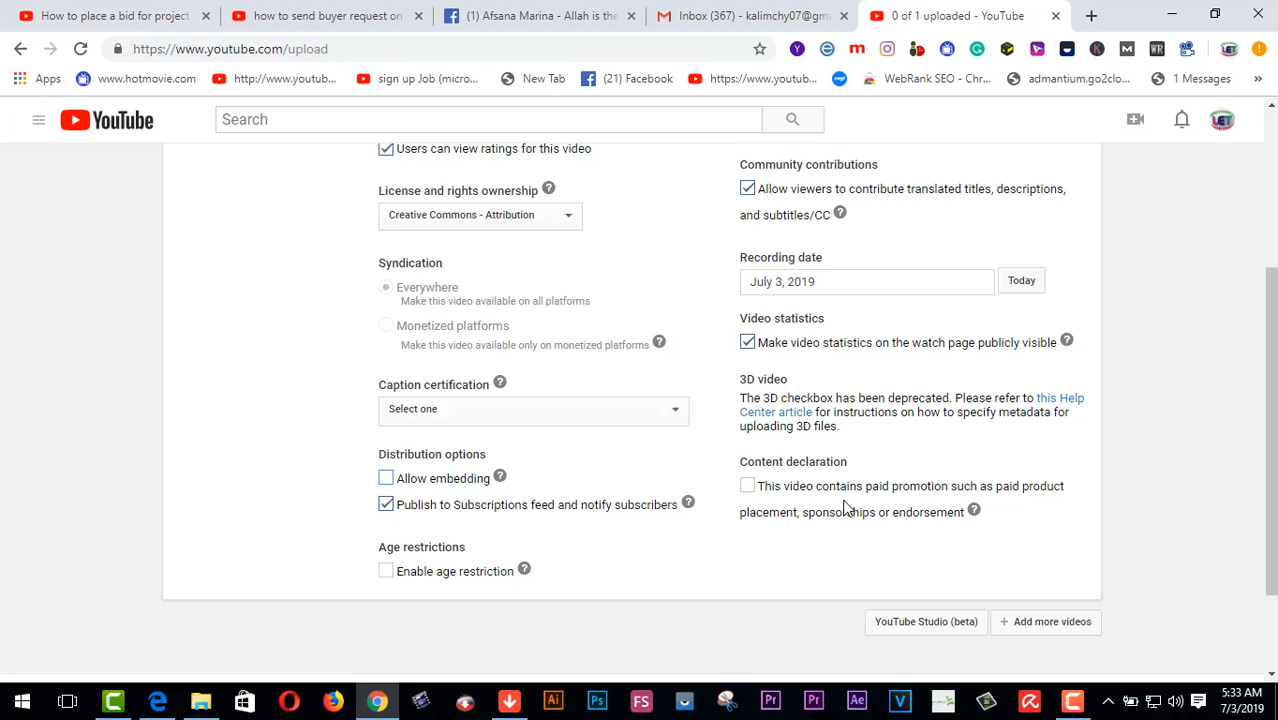 How to place a bid for project
how to send buyer request on
(1) Afsana Marina - Allah is the
Inbox (367) - kalimchy07@gm
0 of 1 uploaded - YouTube
https://www.youtube.com/upload
Apps
www.hotmovie.com
http://www.youtub...
sign up Job (micro...
New Tab
(21) Facebook
https://www.youtub...
WebRank SEO - Chr...
admantium.go2clo...
1 Messages
YouTube
Search
LET
Users can view ratings for this video
License and rights ownership
Creative Commons - Attribution
Syndication
Everywhere
Make this video available on all platforms
Monetized platforms
Make this video available only on monetized platforms
Caption certification
Select one
Distribution options
Allow embedding
Publish to Subscriptions feed and notify subscribers
Age restrictions
Enable age restriction
Community contributions
Allow viewers to contribute translated titles, descriptions,
and subtitles/CC
Recording date
July 3, 2019
Today
Video statistics
Make video statistics on the watch page publicly visible
3D video
The 3D checkbox has been deprecated. Please refer to this Help
Center article for instructions on how to specify metadata for
uploading 3D files.
Content declaration
This video contains paid promotion such as paid product
placement, sponsorships or endorsement
YouTube Studio (beta)
+ Add more videos
5:33 AM
7/3/2019